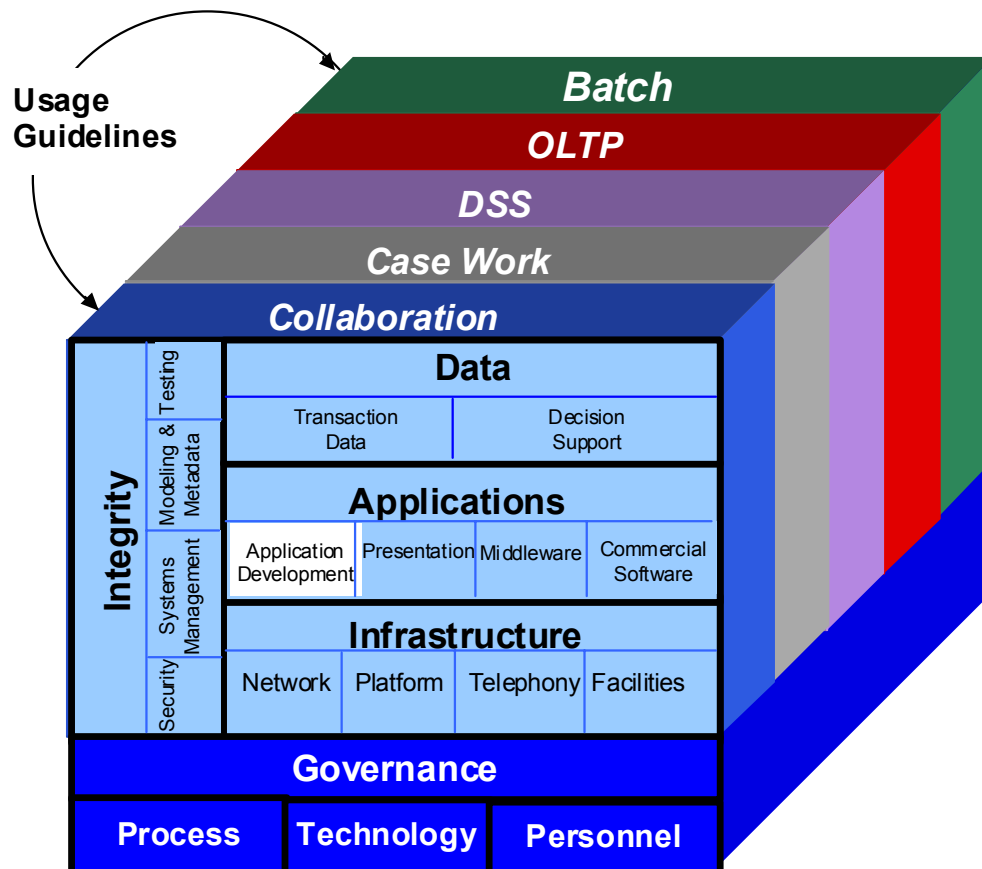 Usage
Guidelines
Batch
OLTP
DSS
Case Work
Collaboration
Integrity
Testing
Modeling &
Metadata
Systems
Management
Security
Data
Transaction
Data
Decision
Support
Applications
Application
Development
Presentation
Middleware
Commercial
Software
Infrastructure
Network
Platform
Telephony
Facilities
Governance
Process
Technology
Personnel